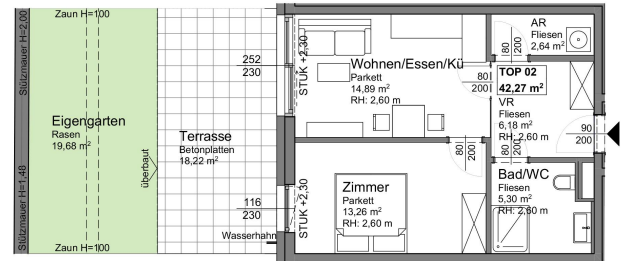 Zaun H=100
Stützmauer H=2,00
Stützmauer H=1,48
Eigengarten
Rasen
19,68 m²
Zaun H=100
überbaut
Terrasse
Betonplatten
18,22 m²
252
230
116
230
Wasserhahn
STUK +2,30
STUK +2,30
Wohnen/Essen/Kü
Parkett
14,89 m²
RH: 2,60 m
80
200
Zimmer
Parkett
13,26 m²
RH: 2,60 m
80
200
AR
Fliesen
2,64 m²
80
200
TOP 02
42,27 m²
VR
Fliesen
6,18 m²
RH: 2,60 m
90
200
80
200
Bad/WC
Fliesen
5,30 m²
RH: 2,60 m